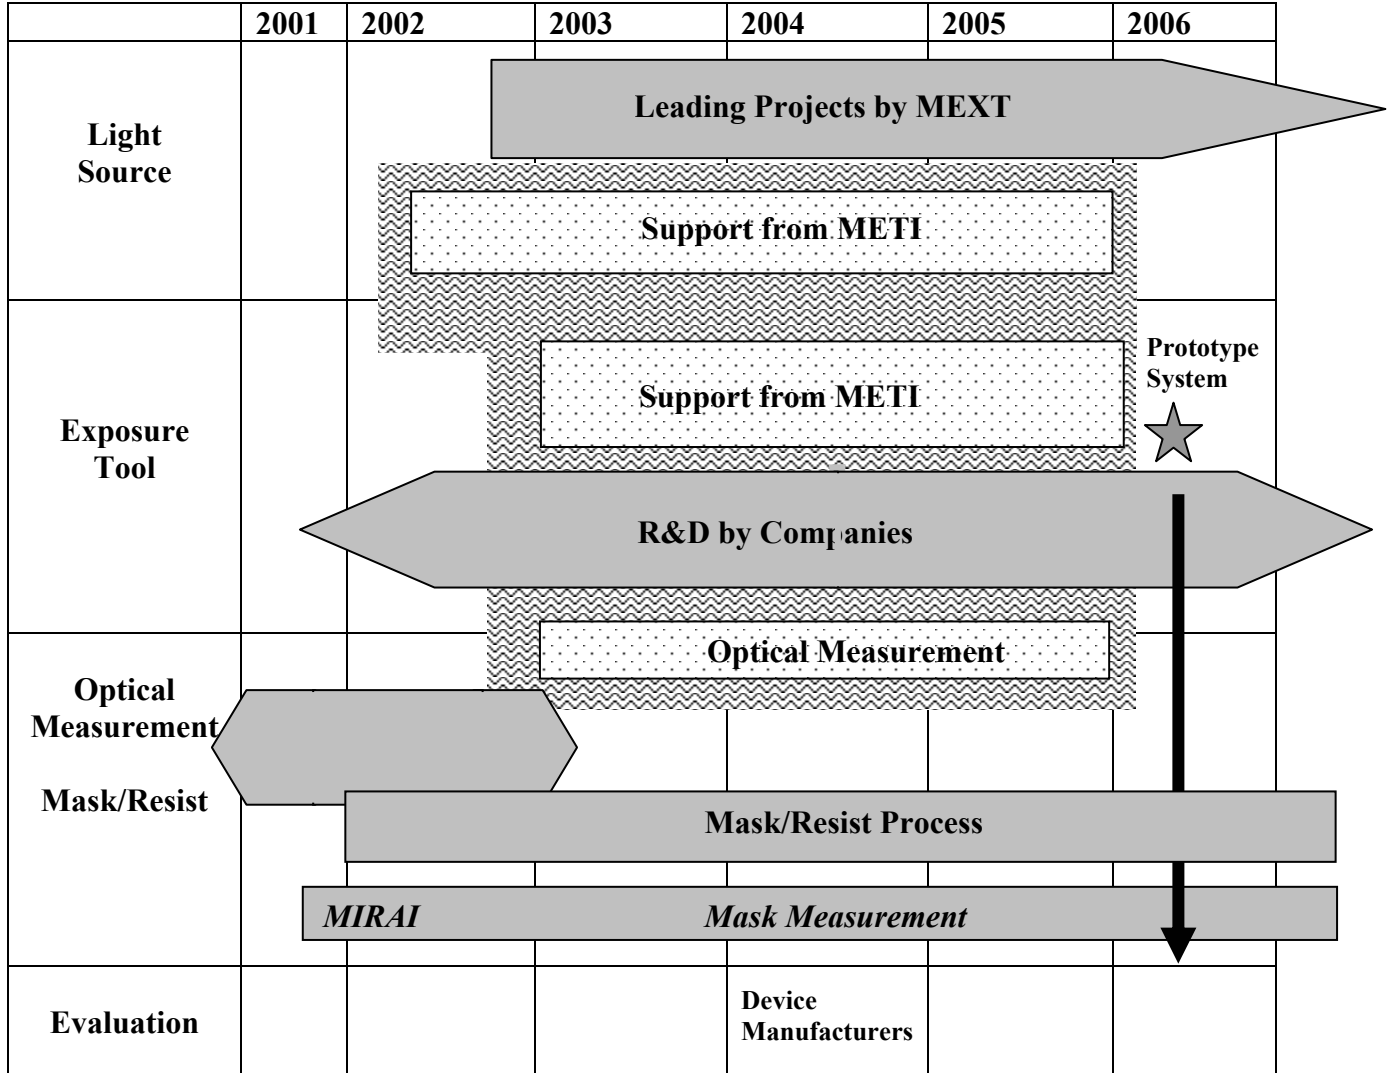 2001 2002 2003 2004 2005 2006
Light
Source
Leading Projects by MEXT
Support from METI
Exposure
Tool
Support from METI
Prototype
System
R&D by Companies
Optical
Measurement
Mask/Resist
Optical Measurement
Mask/Resist Process
MIRAI Mask Measurement
Evaluation
Device
Manufacturers